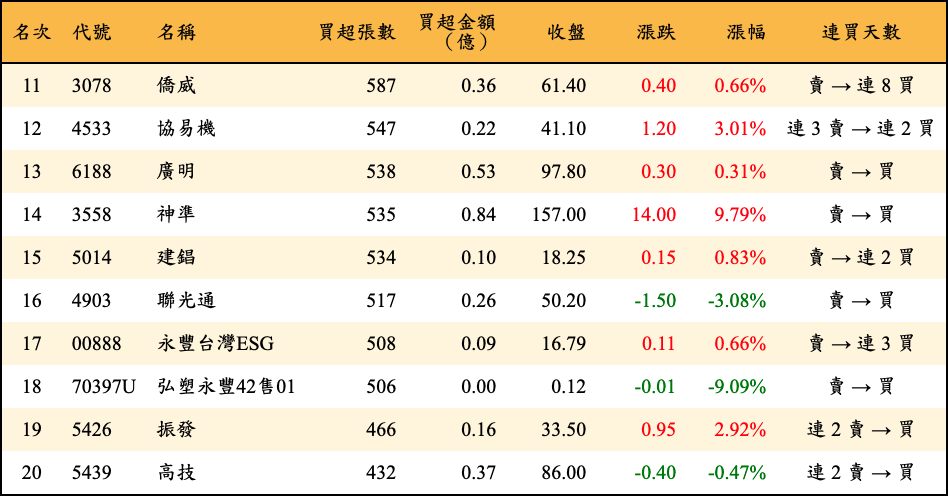 名次 代號 名稱 買超張數 買超金額（億） 收盤 漲跌 漲幅 連買天數
11 3078 僑威 587 0.36 61.40 0.40 0.66% 賣 → 連 8 買
12 4533 協易機 547 0.22 41.10 1.20 3.01% 連 3 賣 → 連 2 買
13 6188 廣明 538 0.53 97.80 0.30 0.31% 賣 → 買
14 3558 神準 535 0.84 157.00 14.00 9.79% 賣 → 買
15 5014 建錩 534 0.10 18.25 0.15 0.83% 賣 → 連 2 買
16 4903 聯光通 517 0.26 50.20 -1.50 -3.08% 賣 → 買
17 00888 永豐台灣ESG 508 0.09 16.79 0.11 0.66% 賣 → 連 3 買
18 70397U 弘塑永豐42售01 506 0.00 0.12 -0.01 -9.09% 賣 → 買
19 5426 振發 466 0.16 33.50 0.95 2.92% 連 2 賣 → 買
20 5439 高技 432 0.37 86.00 -0.40 -0.47% 連 2 賣 → 買